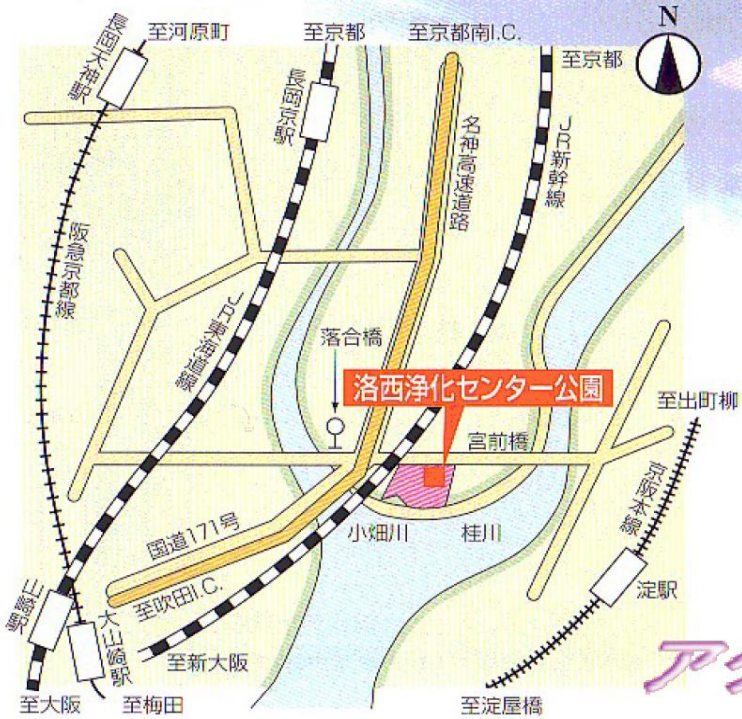 N
至河原町
至京都
至京都南I.C.
至京都
長岡天神駅
長岡京駅
名神高速道路
JR新幹線
阪急京都線
JR東海道線
落合橋
洛西浄化センター公園
至出町柳
宮前橋
京阪本線
国道171号
小畑川
桂川
至吹田I.C.
淀駅
山崎駅
大山崎駅
至新大阪
至大阪
至梅田
至淀屋橋
ア